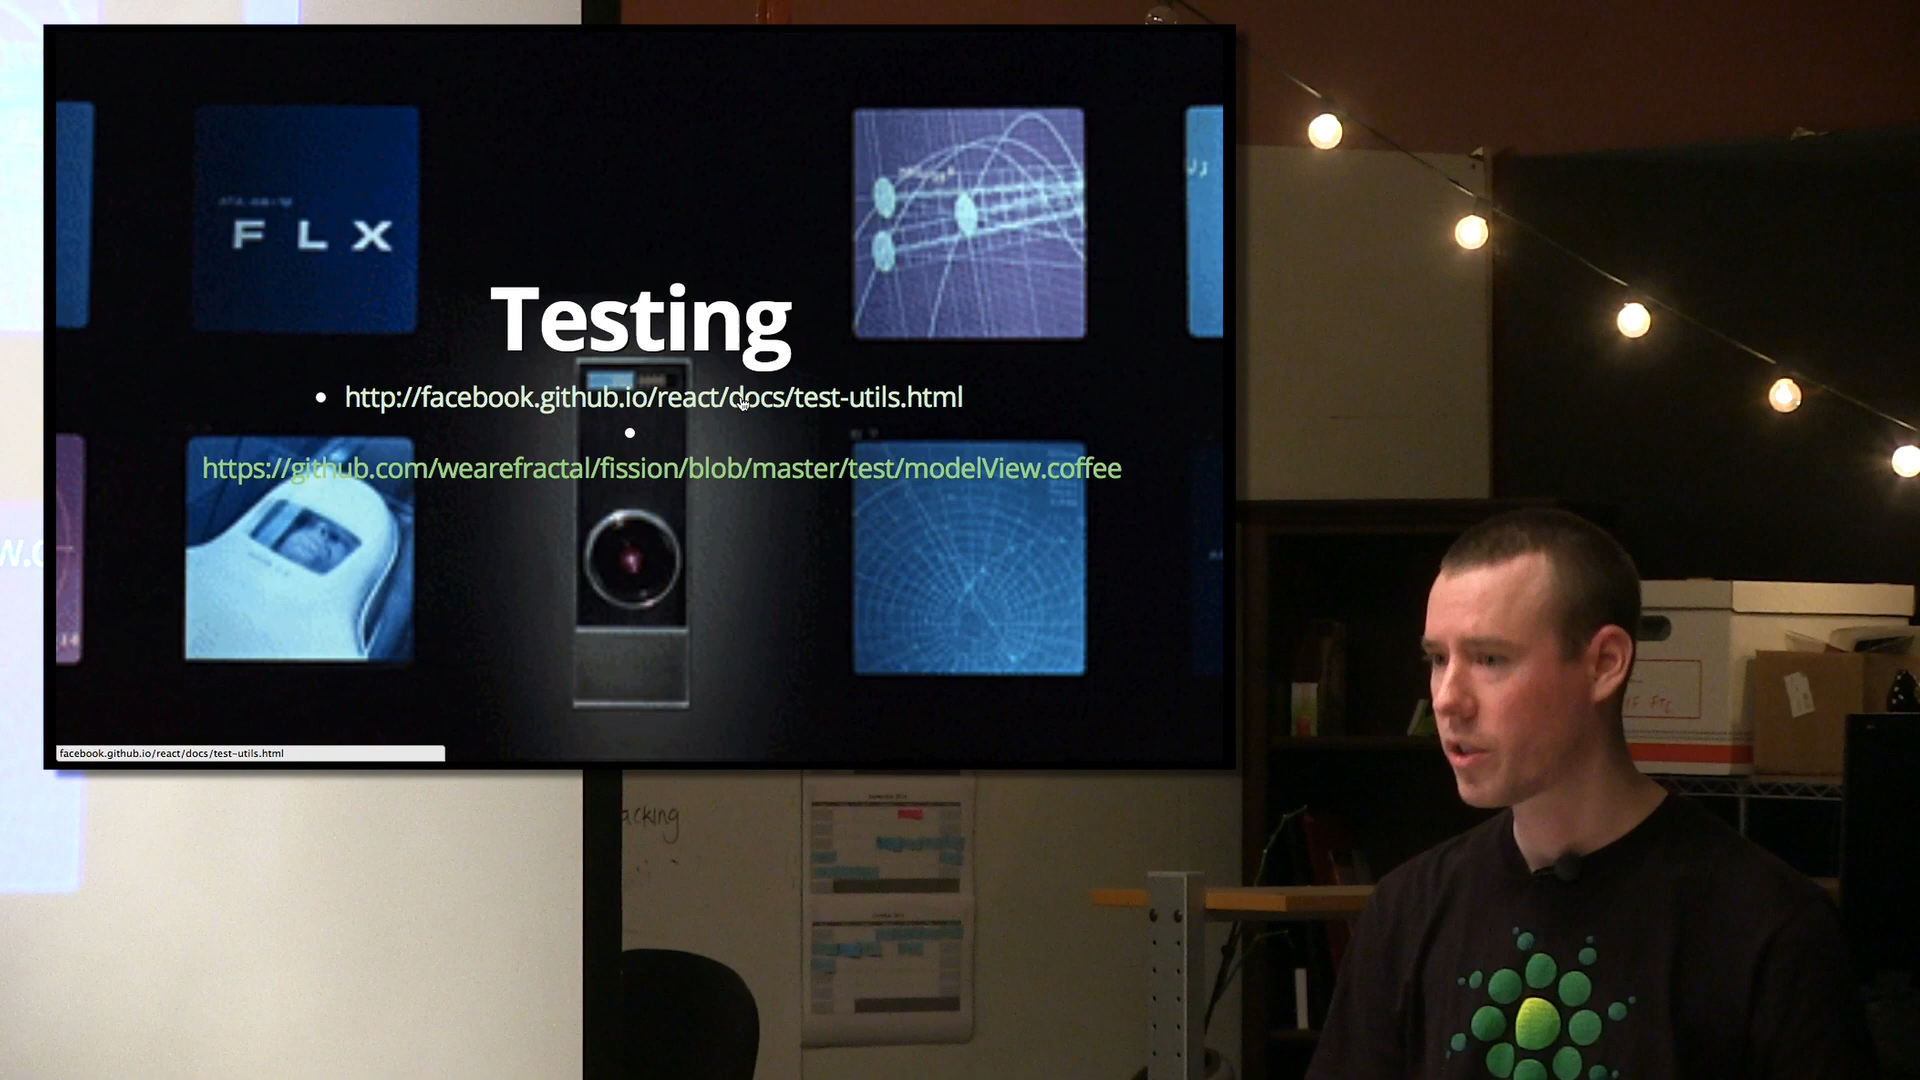 F L X
Testing
http://facebook.github.io/react/docs/test-utils.html
https://github.com/wearefractal/fission/blob/master/test/modelView.coffee
facebook.github.io/react/docs/test-utils.html
acking